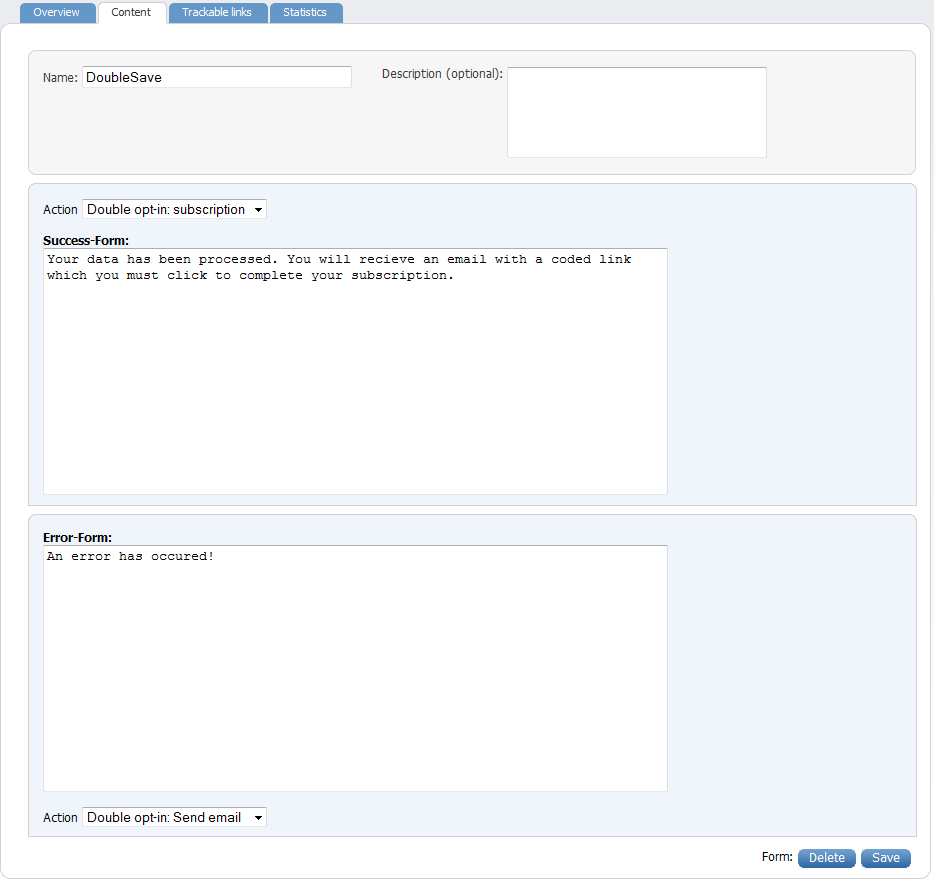 Overview Content Trackable links Statistics
Name: DoubleSave Description (optional):
Action Double opt-in: subscription
Success-Form:
Your data has been processed. You will recieve an email with a coded link
which you must click to complete your subscription.
Error-Form:
An error has occured!
Action Double opt-in: Send email
Form: Delete Save